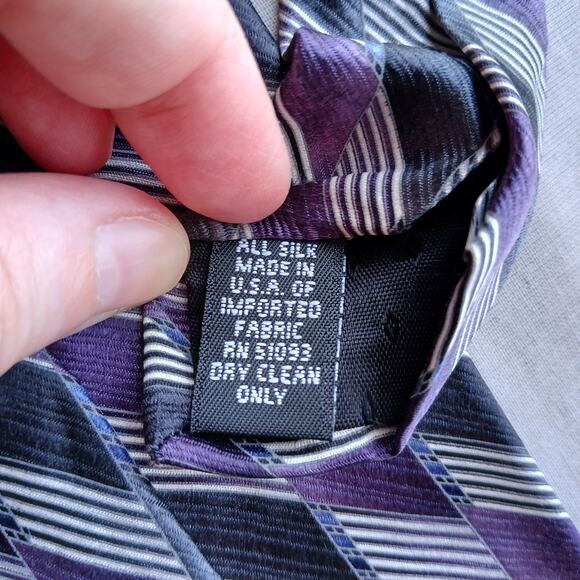 ALL SILK
MADE IN
U.S.A. OF
IMPORTED
FABRIC
RN 51093
DRY CLEAN
ONLY